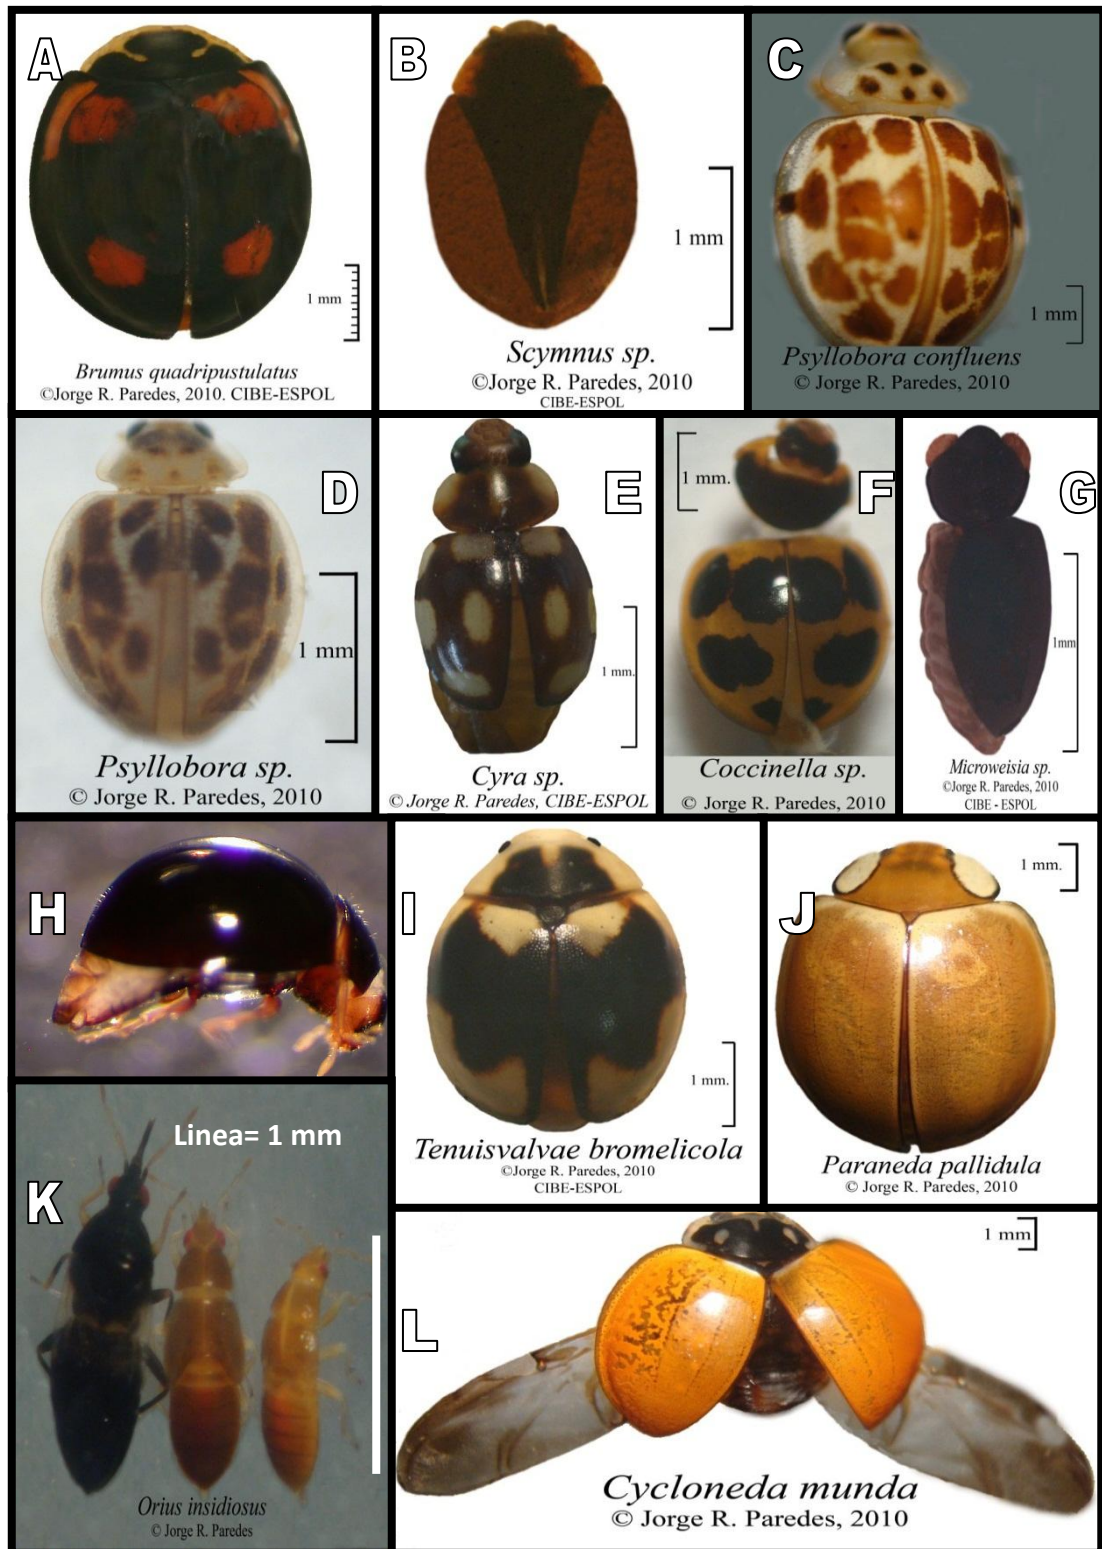 A
1 mm
Brumus quadripustulatus
©Jorge R. Paredes, 2010. CIBE-ESPOL
B
1 mm
Scymnus sp.
©Jorge R. Paredes, 2010
CIBE-ESPOL
C
1 mm
Psyllobora confluens
© Jorge R. Paredes, 2010
D
1 mm
Psyllobora sp.
© Jorge R. Paredes, 2010
E
1 mm.
Cyra sp.
© Jorge R. Paredes, CIBE-ESPOL
F
1 mm.
Coccinella sp.
© Jorge R. Paredes, 2010
G
1mm
Microweisia sp.
©Jorge R. Paredes, 2010
CIBE - ESPOL
H
I
1 mm.
Tenuisvalvae bromelicola
©Jorge R. Paredes, 2010
CIBE-ESPOL
J
1 mm.
Paraneda pallidula
© Jorge R. Paredes, 2010
K
Linea= 1 mm
Orius insidiosus
© Jorge R. Paredes
L
1 mm
Cycloneda munda
© Jorge R. Paredes, 2010